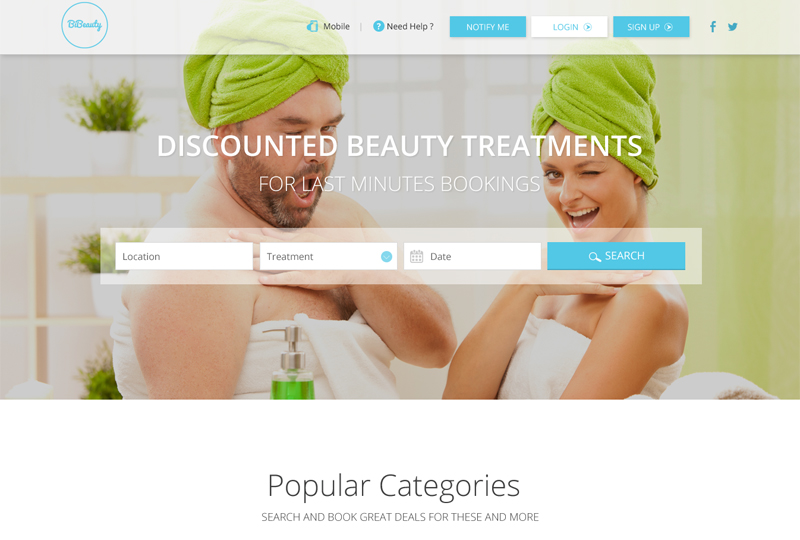 BiBeauty
Mobile | Need Help ?
NOTIFY ME
LOGIN
SIGN UP
DISCOUNTED BEAUTY TREATMENTS
FOR LAST MINUTES BOOKINGS
Location
Treatment
Date
SEARCH
Popular Categories
SEARCH AND BOOK GREAT DEALS FOR THESE AND MORE